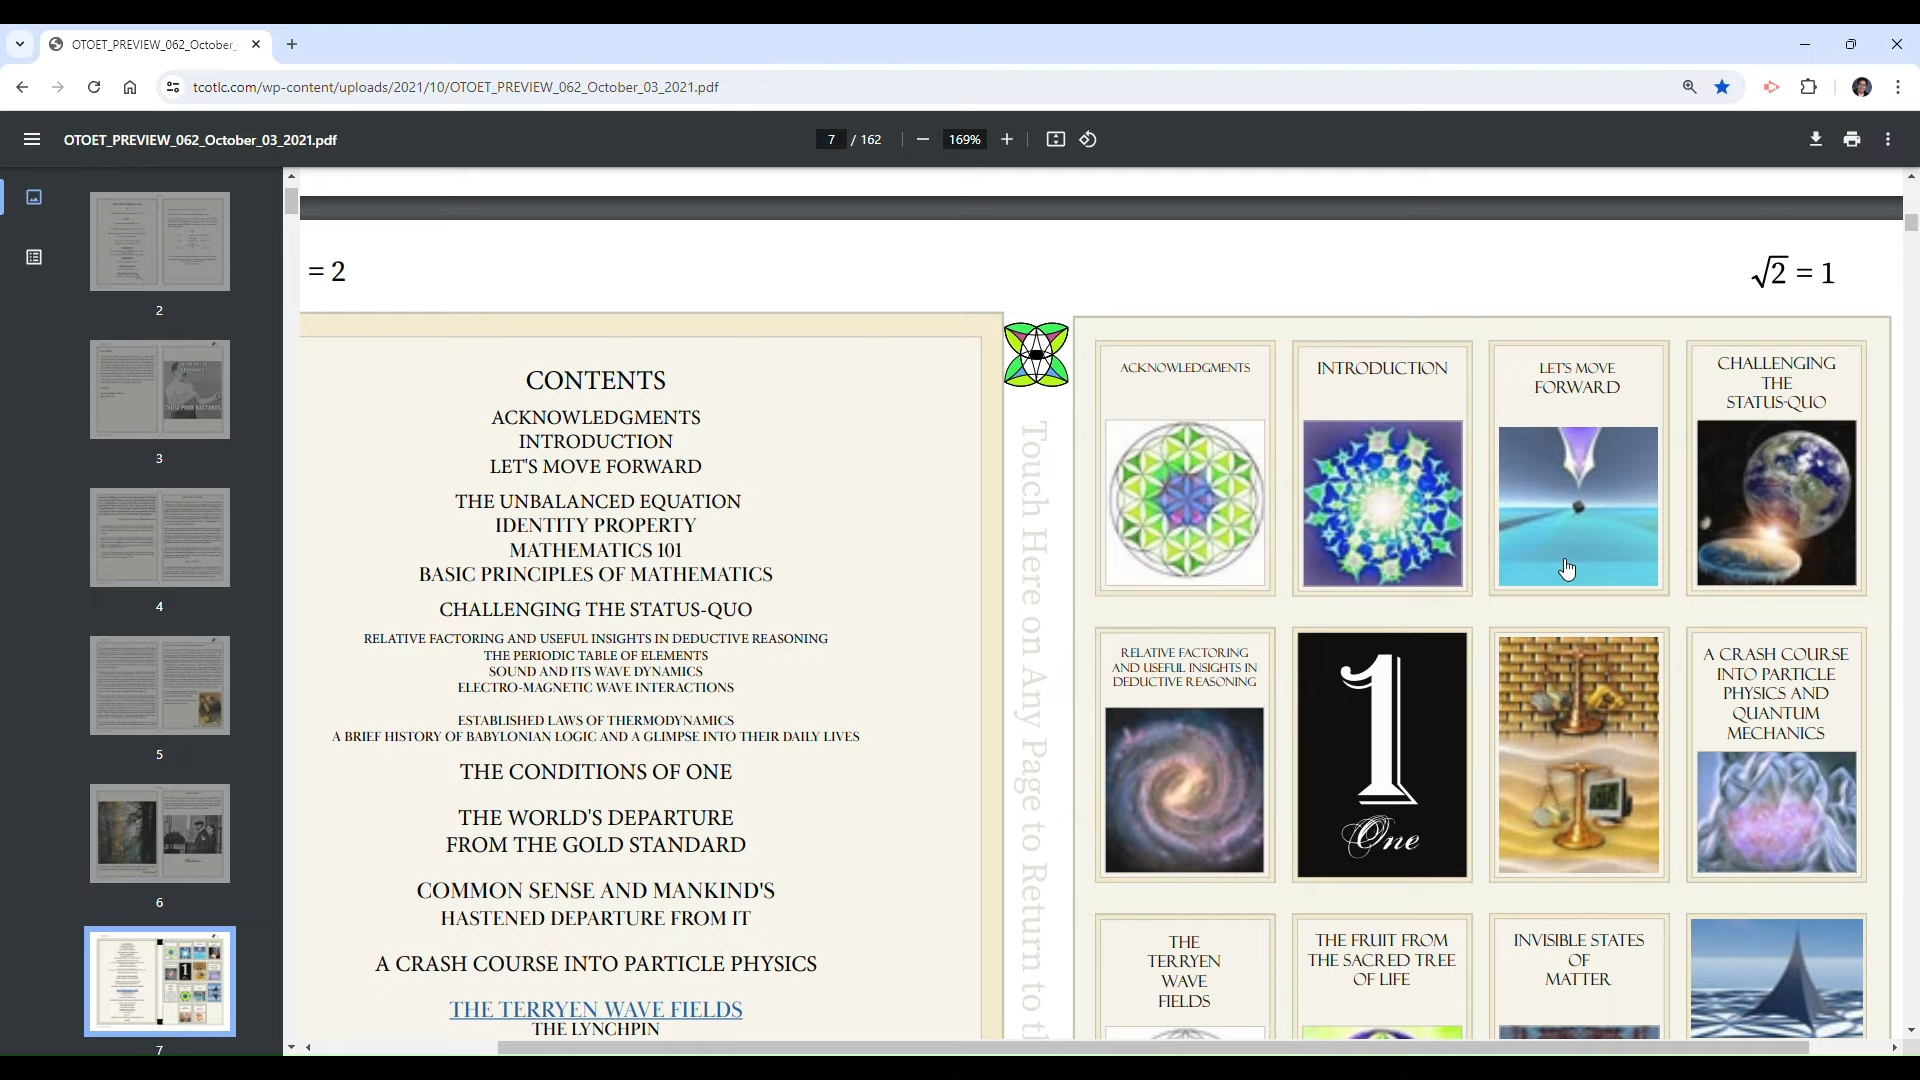 OTOET_PREVIEW_062_October_
tcotlc.com/wp-content/uploads/2021/10/OTOET_PREVIEW_062_October_03_2021.pdf
OTOET_PREVIEW_062_October_03_2021.pdf
7 / 162
169%
2
3
4
5
6
7
= 2
√2 = 1
CONTENTS
ACKNOWLEDGMENTS
INTRODUCTION
LET'S MOVE FORWARD
THE UNBALANCED EQUATION
IDENTITY PROPERTY
MATHEMATICS 101
BASIC PRINCIPLES OF MATHEMATICS
CHALLENGING THE STATUS-QUO
RELATIVE FACTORING AND USEFUL INSIGHTS IN DEDUCTIVE REASONING
THE PERIODIC TABLE OF ELEMENTS
SOUND AND ITS WAVE DYNAMICS
ELECTRO-MAGNETIC WAVE INTERACTIONS
ESTABLISHED LAWS OF THERMODYNAMICS
A BRIEF HISTORY OF BABYLONIAN LOGIC AND A GLIMPSE INTO THEIR DAILY LIVES
THE CONDITIONS OF ONE
THE WORLD'S DEPARTURE
FROM THE GOLD STANDARD
COMMON SENSE AND MANKIND'S
HASTENED DEPARTURE FROM IT
A CRASH COURSE INTO PARTICLE PHYSICS
THE TERRYEN WAVE FIELDS
THE LYNCHPIN
Touch Here on Any Page to Return to
ACKNOWLEDGMENTS
INTRODUCTION
LET'S MOVE
FORWARD
CHALLENGING
THE
STATUS-QUO
RELATIVE FACTORING
AND USEFUL INSIGHTS IN
DEDUCTIVE REASONING
1
One
A CRASH COURSE
INTO PARTICLE
PHYSICS AND
QUANTUM
MECHANICS
THE
TERRYEN
WAVE
FIELDS
THE FRUIT FROM
THE SACRED TREE
OF LIFE
INVISIBLE STATES
OF
MATTER